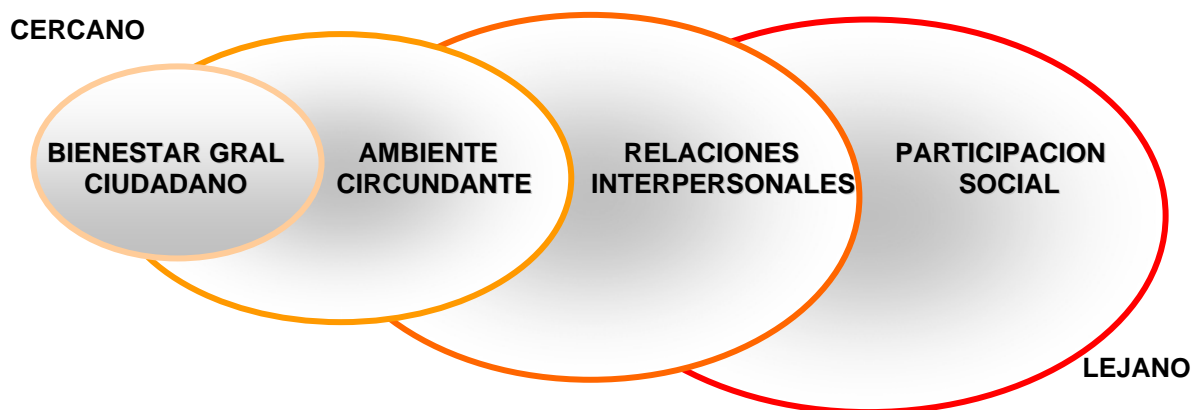 CERCANO
BIENESTAR GRAL
CIUDADANO
AMBIENTE
CIRCUNDANTE
RELACIONES
INTERPERSONALES
PARTICIPACION
SOCIAL
LEJANO